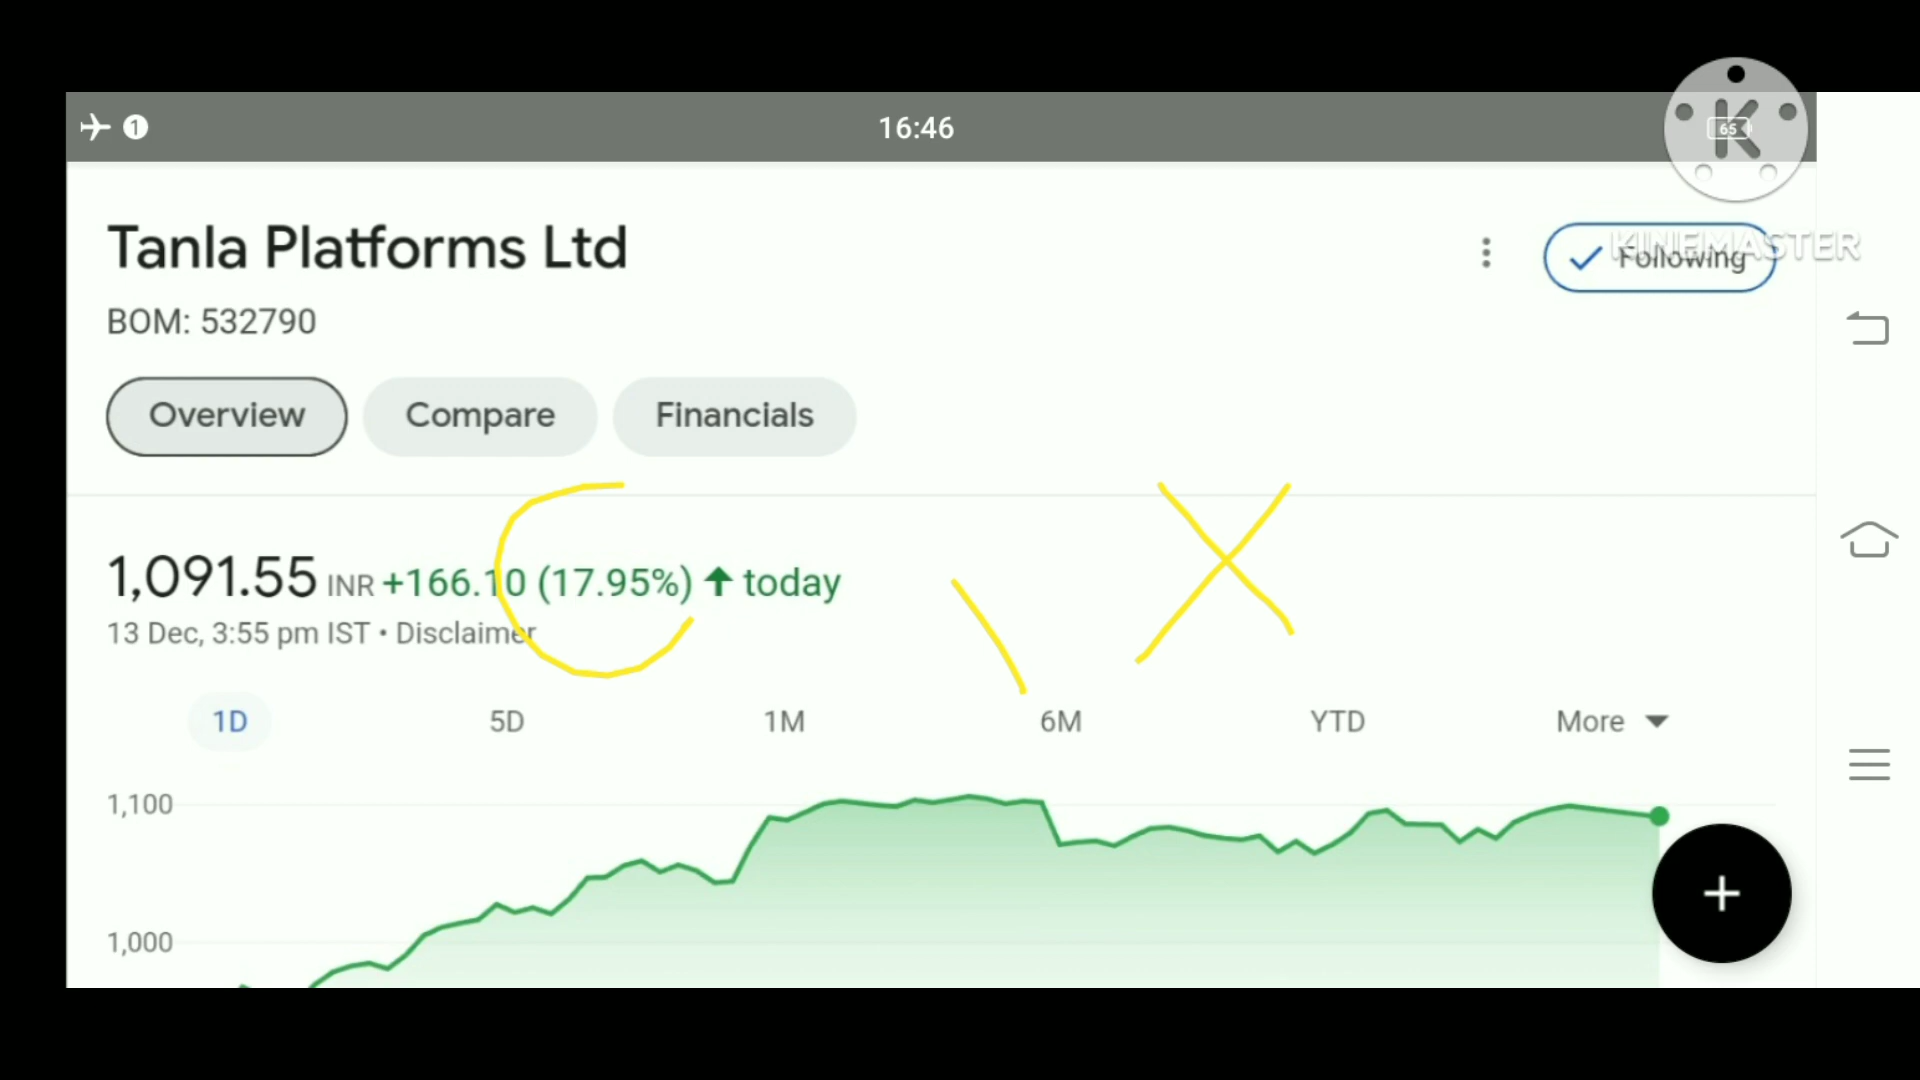 1
16:46
65
K
Tanla Platforms Ltd
KINEMASTER
Following
BOM: 532790
Overview
Compare
Financials
1,091.55 INR +166.10 (17.95%) ↑ today
13 Dec, 3:55 pm IST • Disclaimer
1D 5D 1M 6M YTD More
1,100
1,000